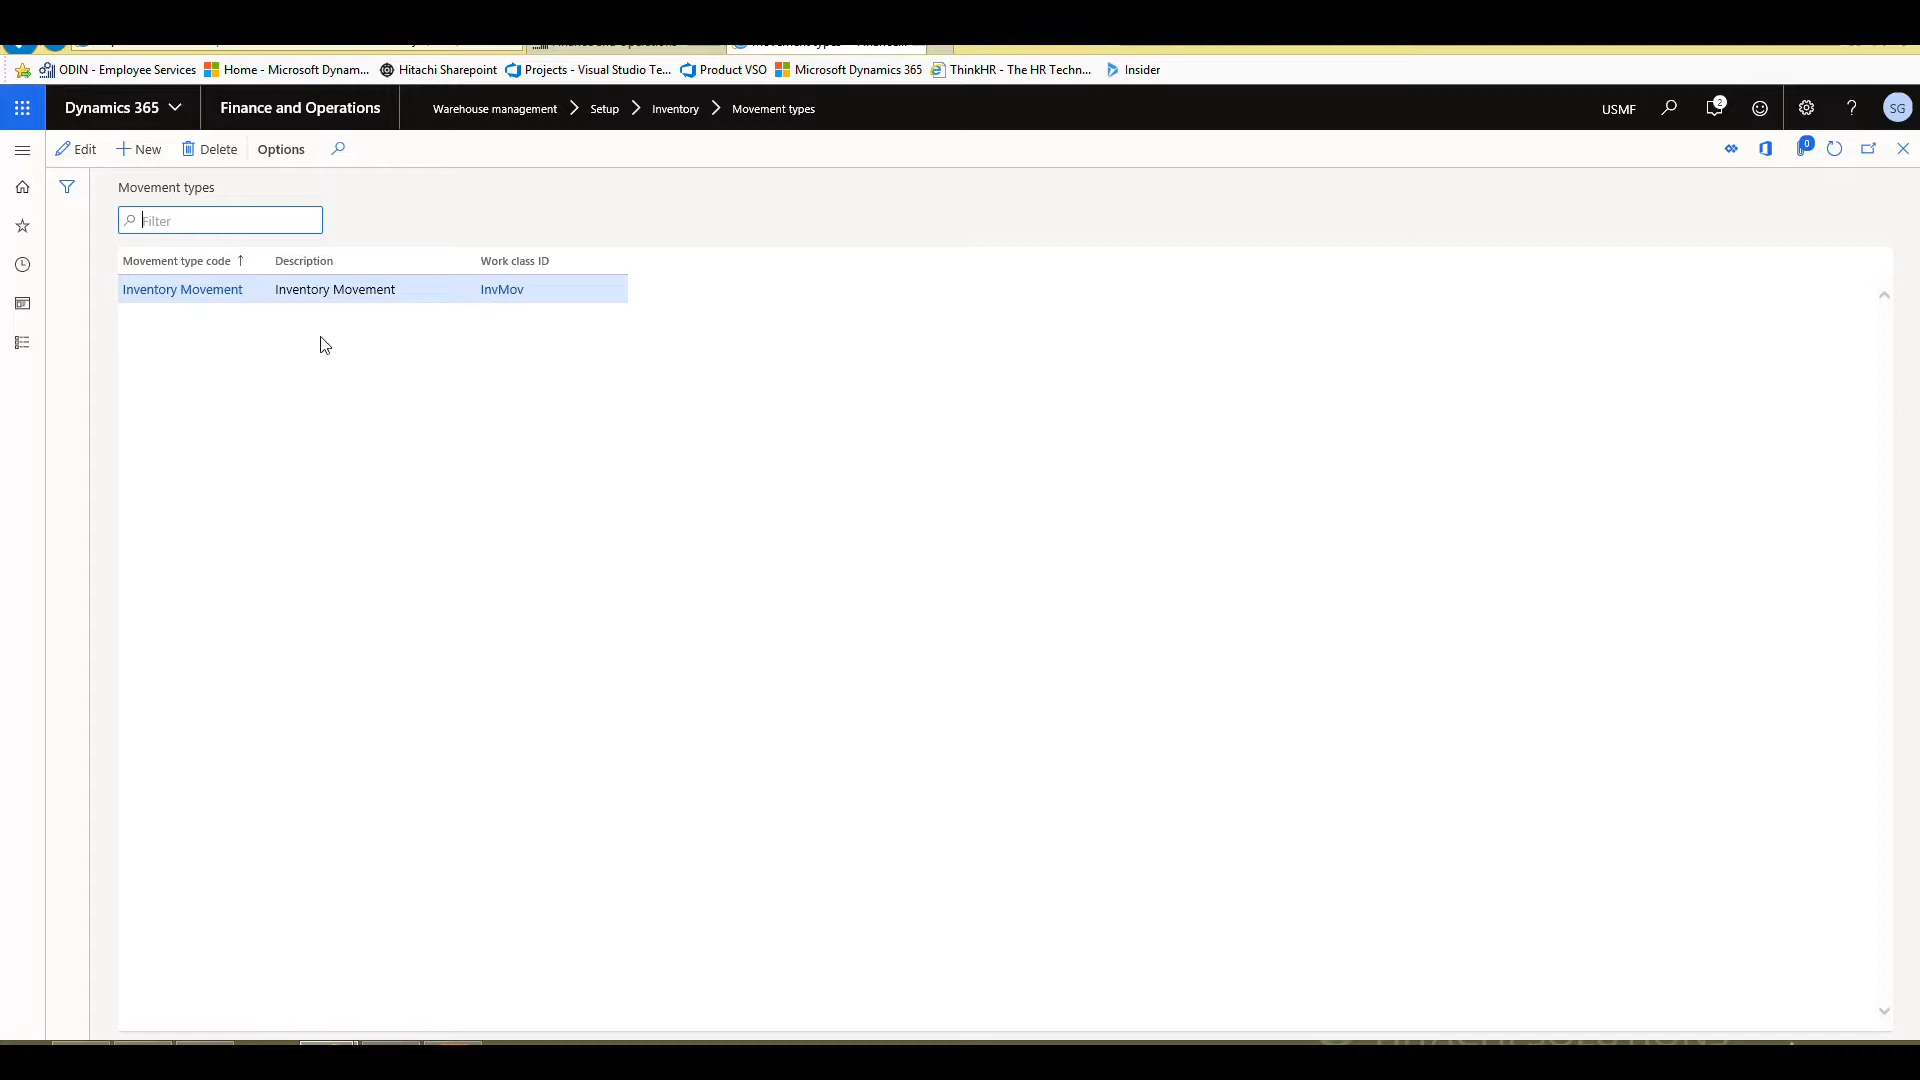 ODIN - Employee Services Home - Microsoft Dynam... Hitachi Sharepoint Projects - Visual Studio Te... Product VSO Microsoft Dynamics 365 ThinkHR - The HR Techn... Insider
Dynamics 365 Finance and Operations Warehouse management Setup Inventory Movement types USMF 2 ? SG
Edit New Delete Options 0
Movement types
Filter
Movement type code Description Work class ID
Inventory Movement Inventory Movement InvMov